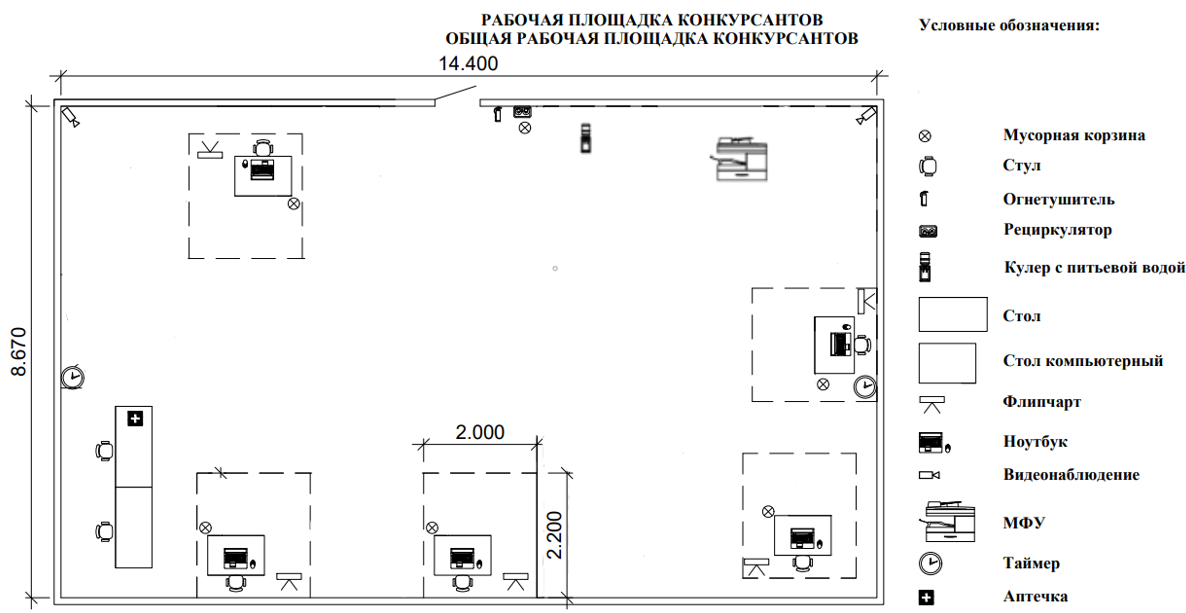 РАБОЧАЯ ПЛОЩАДКА КОНКУРСАНТОВ
ОБЩАЯ РАБОЧАЯ ПЛОЩАДКА КОНКУРСАНТОВ
14.400
8.670
2.000
2.200
Условные обозначения:
Мусорная корзина
Стул
Огнетушитель
Рециркулятор
Кулер с питьевой водой
Стол
Стол компьютерный
Флипчарт
Ноутбук
Видеонаблюдение
МФУ
Таймер
Аптечка